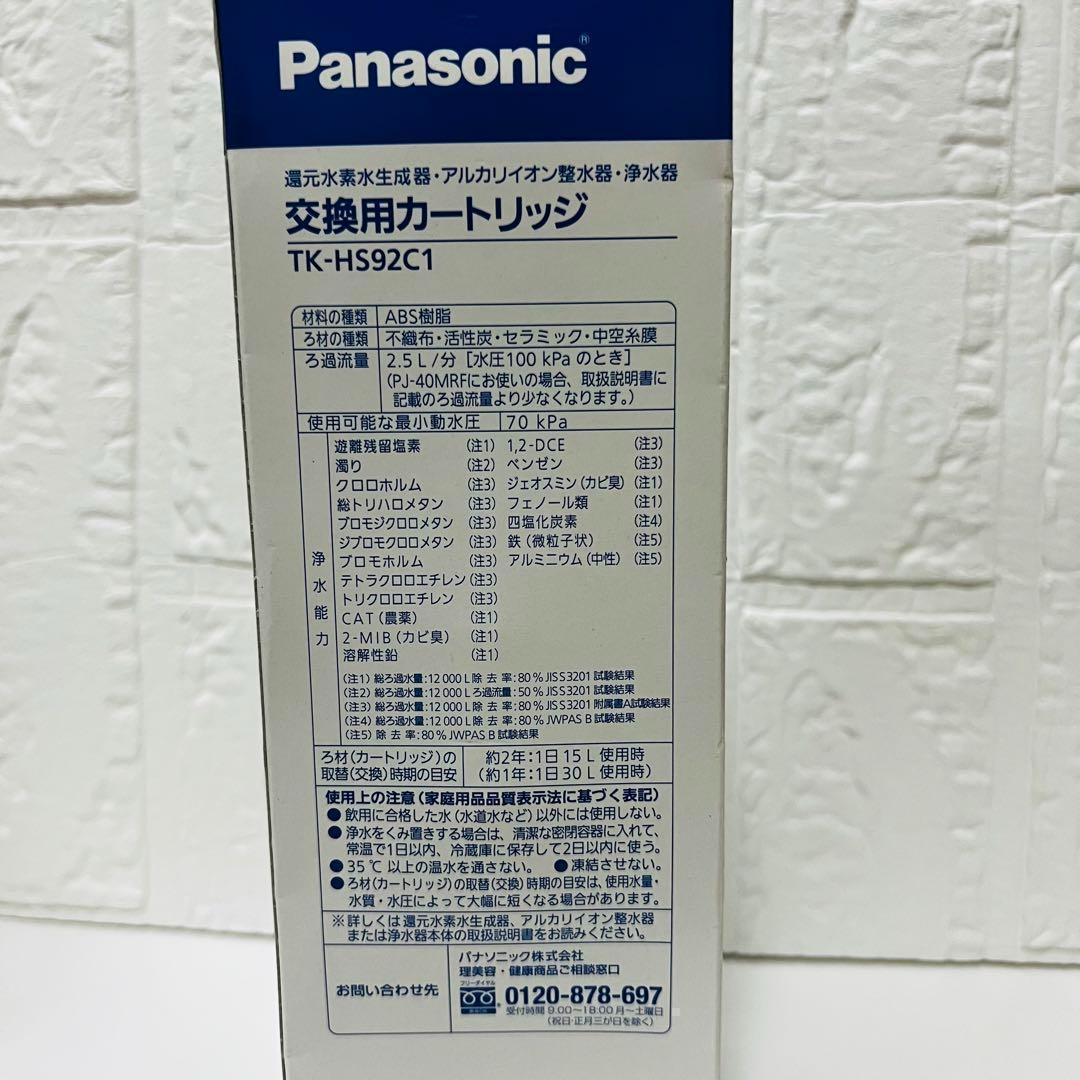 Panasonic®
還元水素水生成器・アルカリイオン整水器・浄水器
交換用カートリッジ
TK-HS92C1
材料の種類 ABS樹脂
ろ材の種類 不織布・活性炭・セラミック・中空糸膜
ろ過流量 2.5 L/分 [水圧100 kPa のとき]
(PJ-40MRFにお使いの場合、取扱説明書に
記載のろ過流量より少なくなります。)
使用可能な最小動水圧 70 kPa
浄水能力
遊離残留塩素 (注1) 1,2-DCE (注3)
濁り (注2) ベンゼン (注3)
クロロホルム (注3) ジェオスミン(カビ臭) (注1)
総トリハロメタン (注3) フェノール類 (注1)
ブロモジクロロメタン (注3) 四塩化炭素 (注4)
ジブロモクロロメタン (注3) 鉄(微粒子状) (注5)
ブロモホルム (注3) アルミニウム(中性) (注5)
テトラクロロエチレン(注3)
トリクロロエチレン (注3)
CAT(農薬) (注1)
2-MIB(カビ臭) (注1)
溶解性鉛 (注1)
(注1) 総ろ過水量:12 000 L 除去率:80%JIS S3201 試験結果
(注2) 総ろ過水量:12 000 L ろ過流量:50%JIS S3201 試験結果
(注3) 総ろ過水量:12 000 L 除去率:80%JIS S3201 附属書A試験結果
(注4) 総ろ過水量:12 000 L 除去率:80%JWPAS B 試験結果
(注5) 除去率:80%JWPAS B 試験結果
ろ材(カートリッジ)の 約2年:1日15 L 使用時
取替(交換)時期の目安 (約1年:1日30 L 使用時)
使用上の注意(家庭用品品質表示法に基づく表記)
●飲用に合格した水(水道水など)以外には使用しない。
●浄水をくみ置きする場合は、清潔な密閉容器に入れて、
常温で1日以内、冷蔵庫に保存して2日以内に使う。
●35℃以上の温水を通さない。 ●凍結させない。
●ろ材(カートリッジ)の取替(交換)時期の目安は、使用水量・
水質・水圧によって大幅に短くなる場合があります。
※詳しくは還元水素水生成器、アルカリイオン整水器
または浄水器本体の取扱説明書をお読みください。
お問い合わせ先
パナソニック株式会社
理美容・健康商品ご相談窓口
フリーダイヤル
0120-878-697
受付時間 9:00〜18:00 月〜土曜日
(祝日・正月三が日を除く)